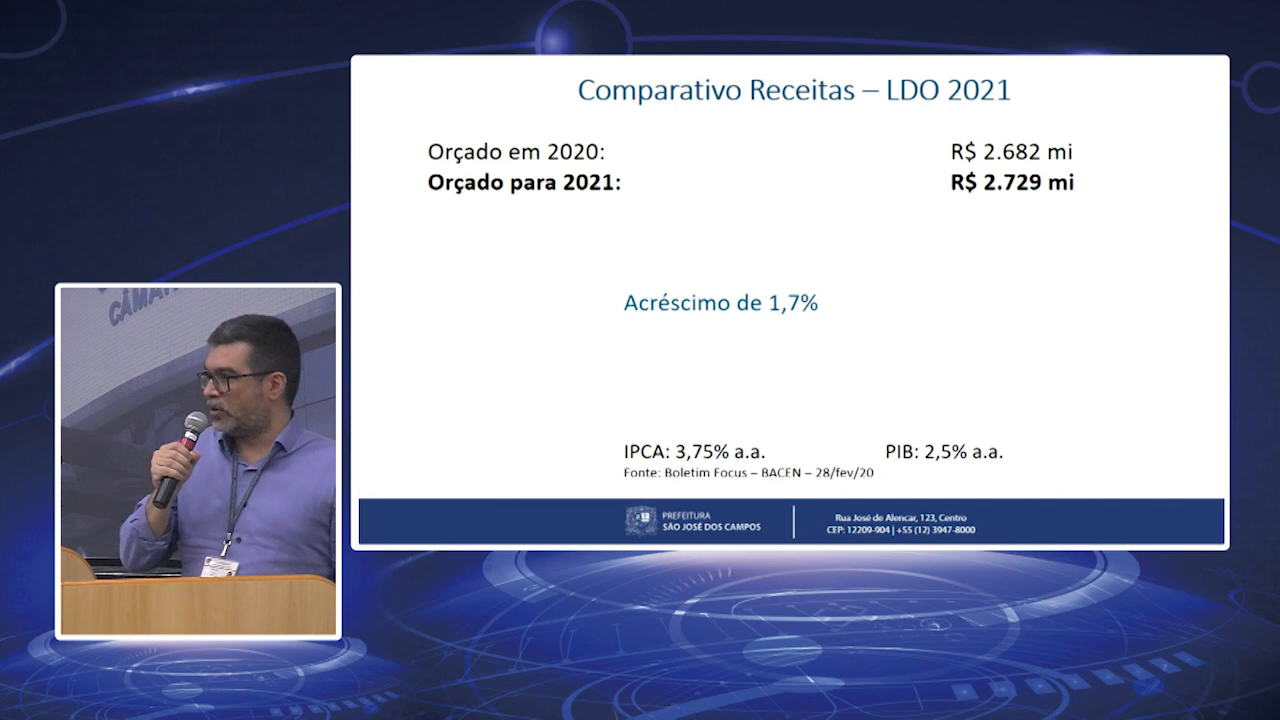 Comparativo Receitas – LDO 2021
Orçado em 2020: R$ 2.682 mi
Orçado para 2021: R$ 2.729 mi
Acréscimo de 1,7%
IPCA: 3,75% a.a. PIB: 2,5% a.a.
Fonte: Boletim Focus – BACEN – 28/fev/20
PREFEITURA
SÃO JOSÉ DOS CAMPOS
Rua José de Alencar, 123, Centro
CEP: 12209-904 | +55 (12) 3947-8000